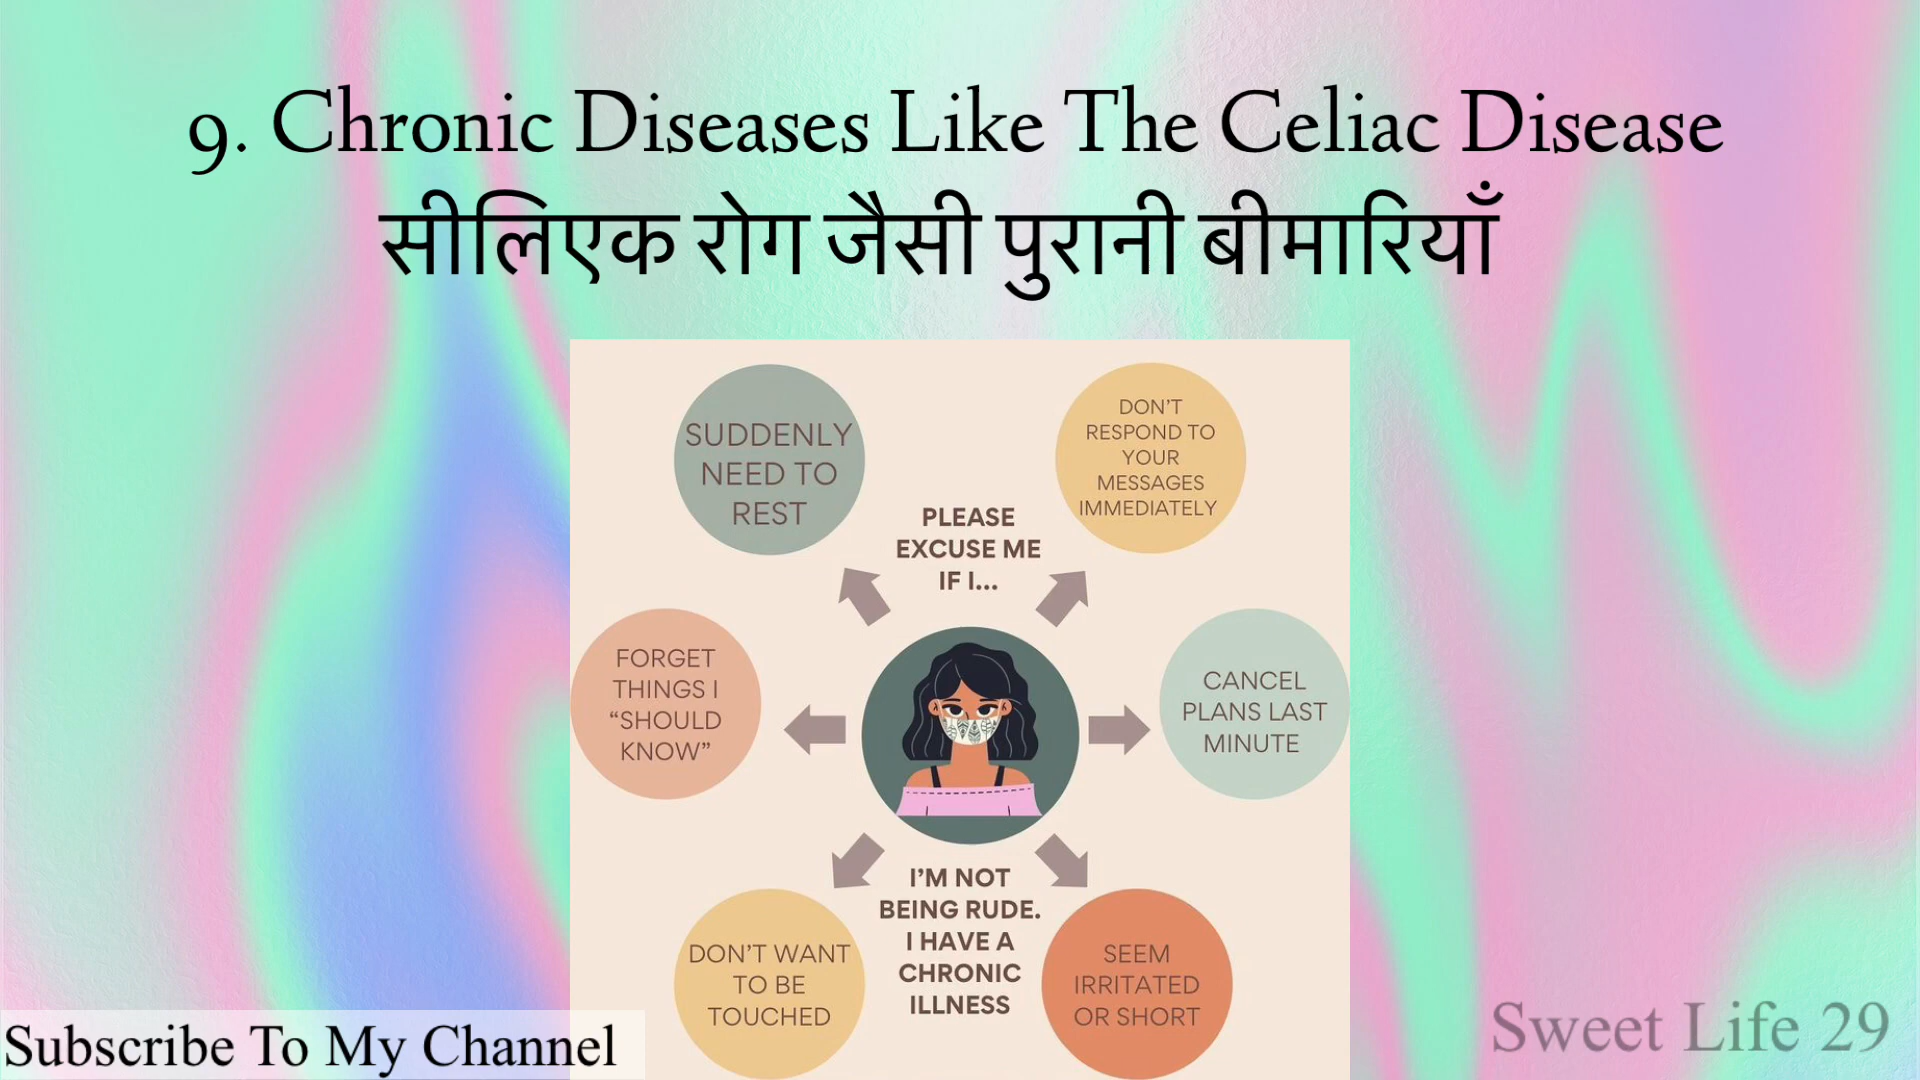 9. Chronic Diseases Like The Celiac Disease
सीलिएक रोग जैसी पुरानी बीमारियाँ
SUDDENLY
NEED TO
REST
DON'T
RESPOND TO
YOUR
MESSAGES
IMMEDIATELY
PLEASE
EXCUSE ME
IF I...
FORGET
THINGS I
“SHOULD
KNOW”
CANCEL
PLANS LAST
MINUTE
I'M NOT
BEING RUDE.
I HAVE A
CHRONIC
ILLNESS
DON'T WANT
TO BE
TOUCHED
SEEM
IRRITATED
OR SHORT
Subscribe To My Channel
Sweet Life 29